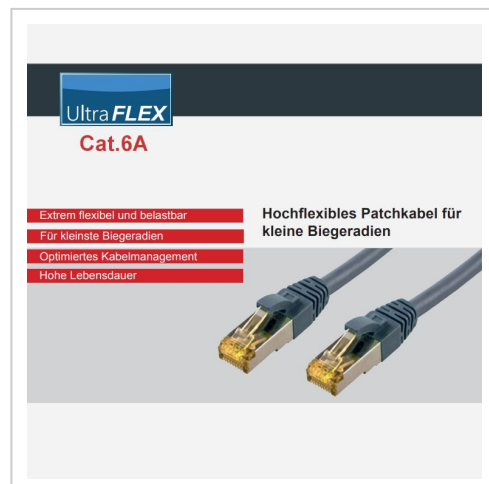 Ultra FLEX
Cat.6A
Extrem flexibel und belastbar
Für kleinste Biegeradien
Optimiertes Kabelmanagement
Hohe Lebensdauer
Hochflexibles Patchkabel für
kleine Biegeradien